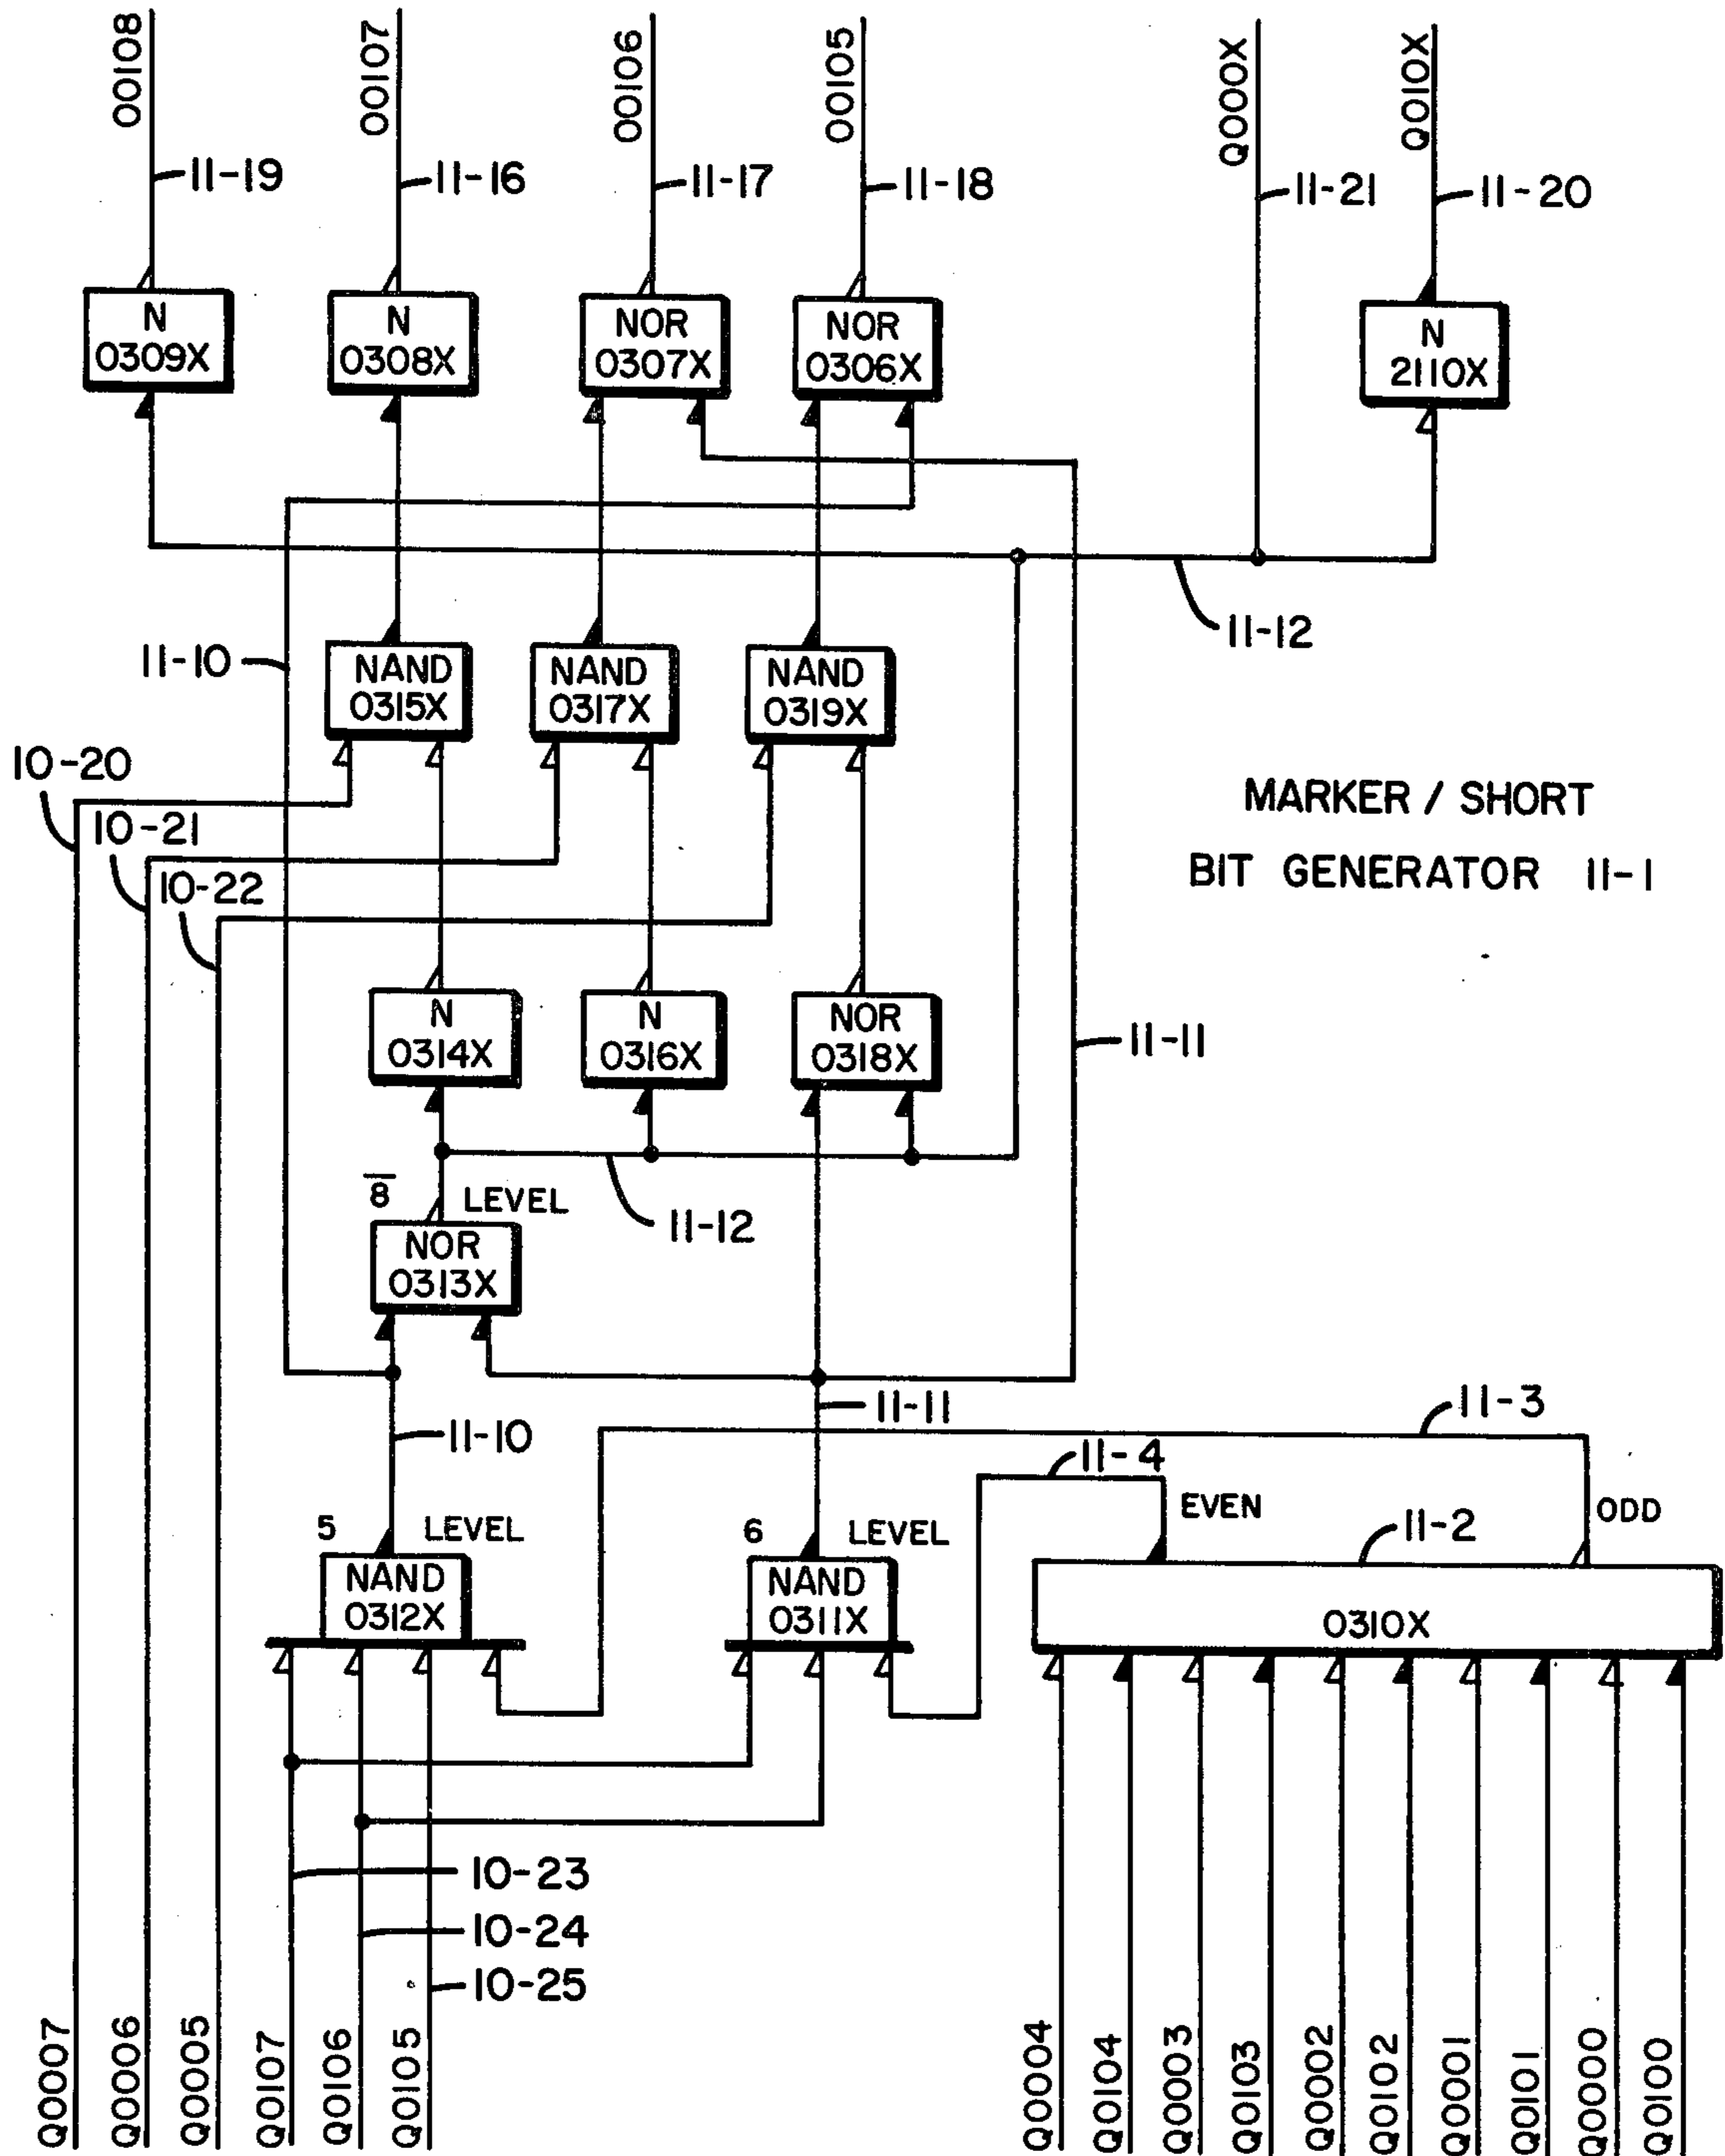 00108
00107
00106
00105
Q000X
Q010X
11-19
11-16
11-17
11-18
11-21
11-20
N
0309X
N
0308X
NOR
0307X
NOR
0306X
N
2110X
11-12
11-10
NAND
0315X
NAND
0317X
NAND
0319X
10-20
10-21
10-22
MARKER / SHORT
BIT GENERATOR 11-1
N
0314X
N
0316X
NOR
0318X
11-11
8 LEVEL
11-12
NOR
0313X
11-11
11-3
11-10
11-4
EVEN
ODD
11-2
5 LEVEL
6 LEVEL
NAND
0312X
NAND
0311X
0310X
10-23
10-24
10-25
Q0007
Q0006
Q0005
Q0107
Q0106
Q0105
Q0004
Q0104
Q0003
Q0103
Q0002
Q0102
Q0001
Q0101
Q0000
Q0100